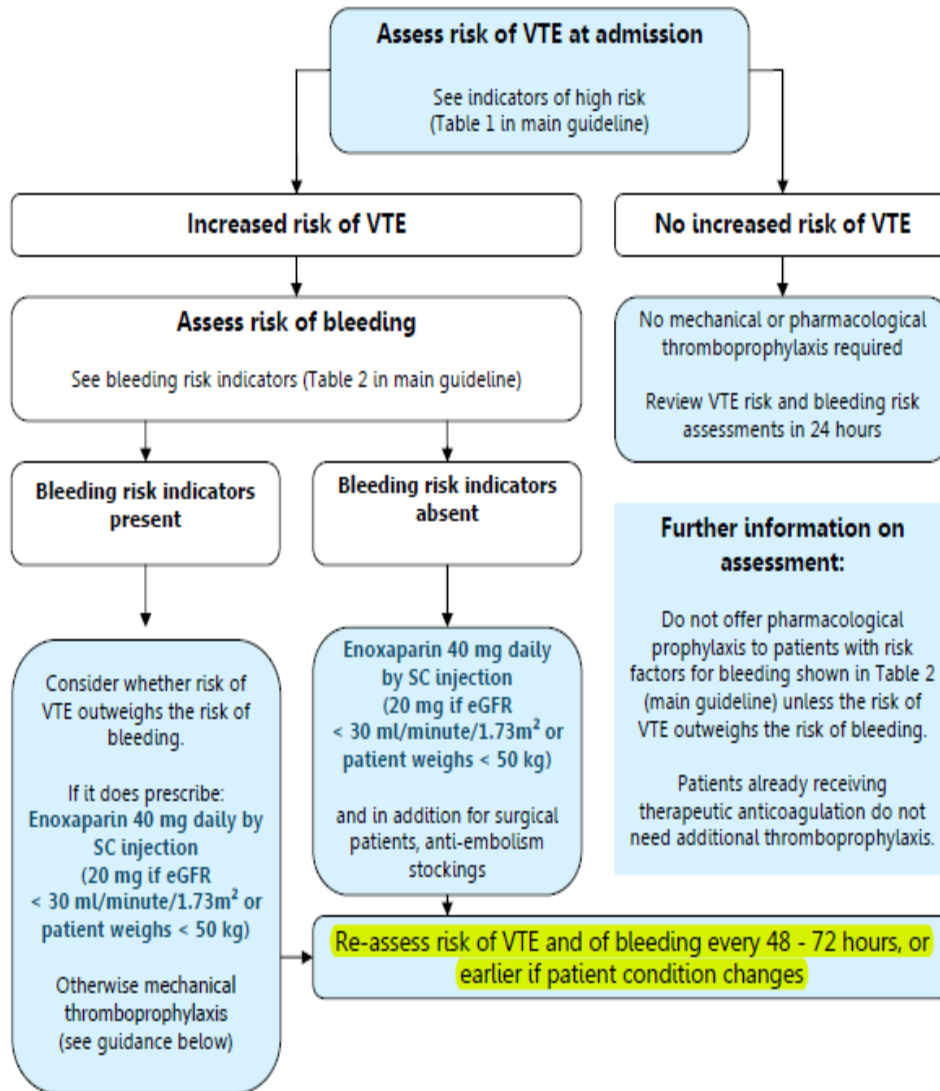 Assess risk of VTE at admission
See indicators of high risk
(Table 1 in main guideline)
Increased risk of VTE
No increased risk of VTE
Assess risk of bleeding
See bleeding risk indicators (Table 2 in main guideline)
No mechanical or pharmacological
thromboprophylaxis required
Review VTE risk and bleeding risk
assessments in 24 hours
Bleeding risk indicators
present
Bleeding risk indicators
absent
Further information on
assessment:
Do not offer pharmacological
prophylaxis to patients with risk
factors for bleeding shown in Table 2
(main guideline) unless the risk of
VTE outweighs the risk of bleeding.
Patients already receiving
therapeutic anticoagulation do not
need additional thromboprophylaxis.
Consider whether risk of
VTE outweighs the risk of
bleeding.
If it does prescribe:
Enoxaparin 40 mg daily by
SC injection
(20 mg if eGFR
< 30 ml/minute/1.73m² or
patient weighs < 50 kg)
Otherwise mechanical
thromboprophylaxis
(see guidance below)
Enoxaparin 40 mg daily
by SC injection
(20 mg if eGFR
< 30 ml/minute/1.73m² or
patient weighs < 50 kg)
and in addition for surgical
patients, anti-embolism
stockings
Re-assess risk of VTE and of bleeding every 48 - 72 hours, or
earlier if patient condition changes